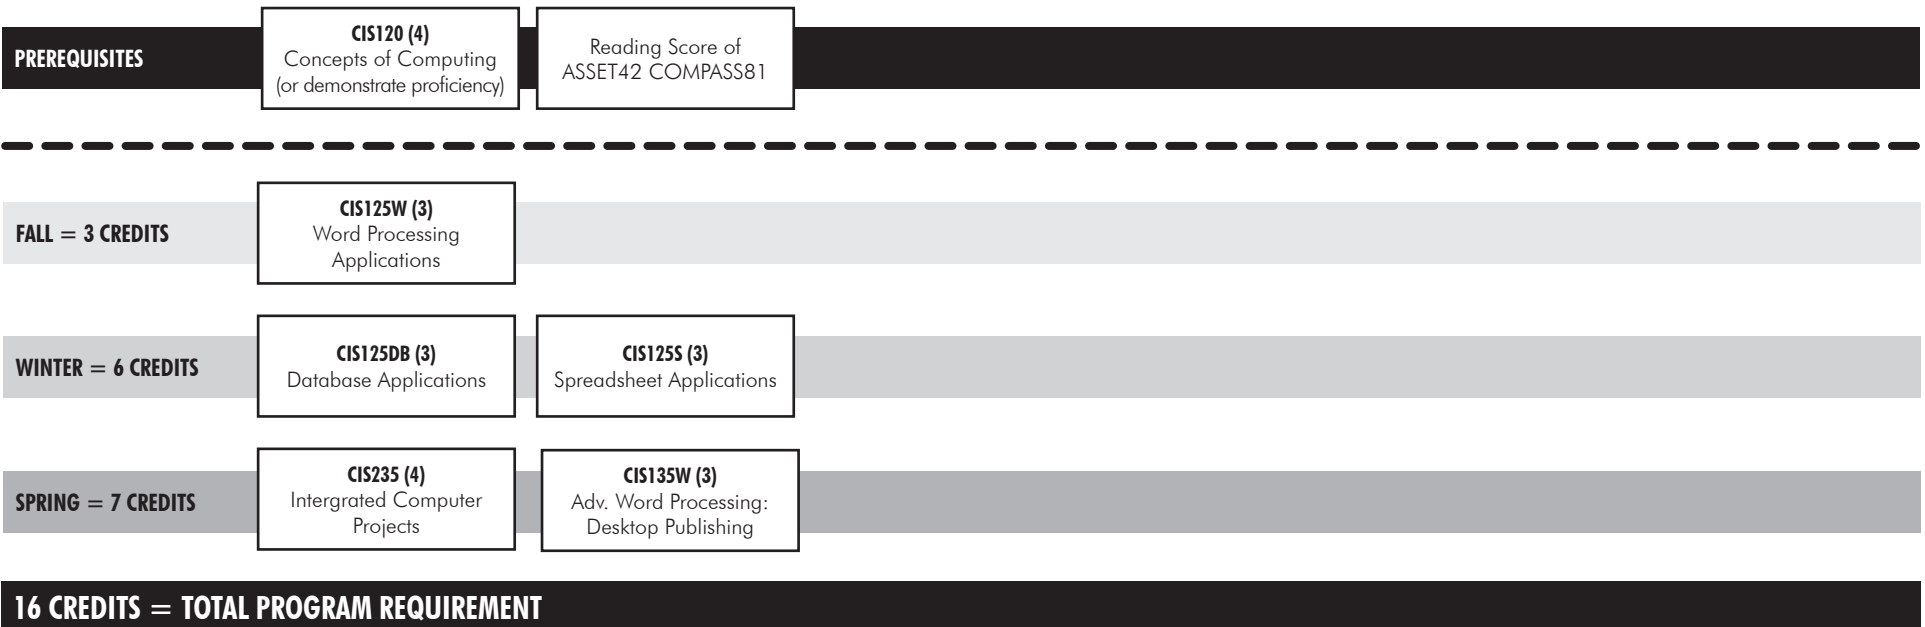 PREREQUISITES
CIS120 (4)
Concepts of Computing
(or demonstrate proficiency)
Reading Score of
ASSET42 COMPASS81
FALL = 3 CREDITS
CIS125W (3)
Word Processing
Applications
WINTER = 6 CREDITS
CIS125DB (3)
Database Applications
CIS125S (3)
Spreadsheet Applications
SPRING = 7 CREDITS
CIS235 (4)
Intergrated Computer
Projects
CIS135W (3)
Adv. Word Processing:
Desktop Publishing
16 CREDITS = TOTAL PROGRAM REQUIREMENT